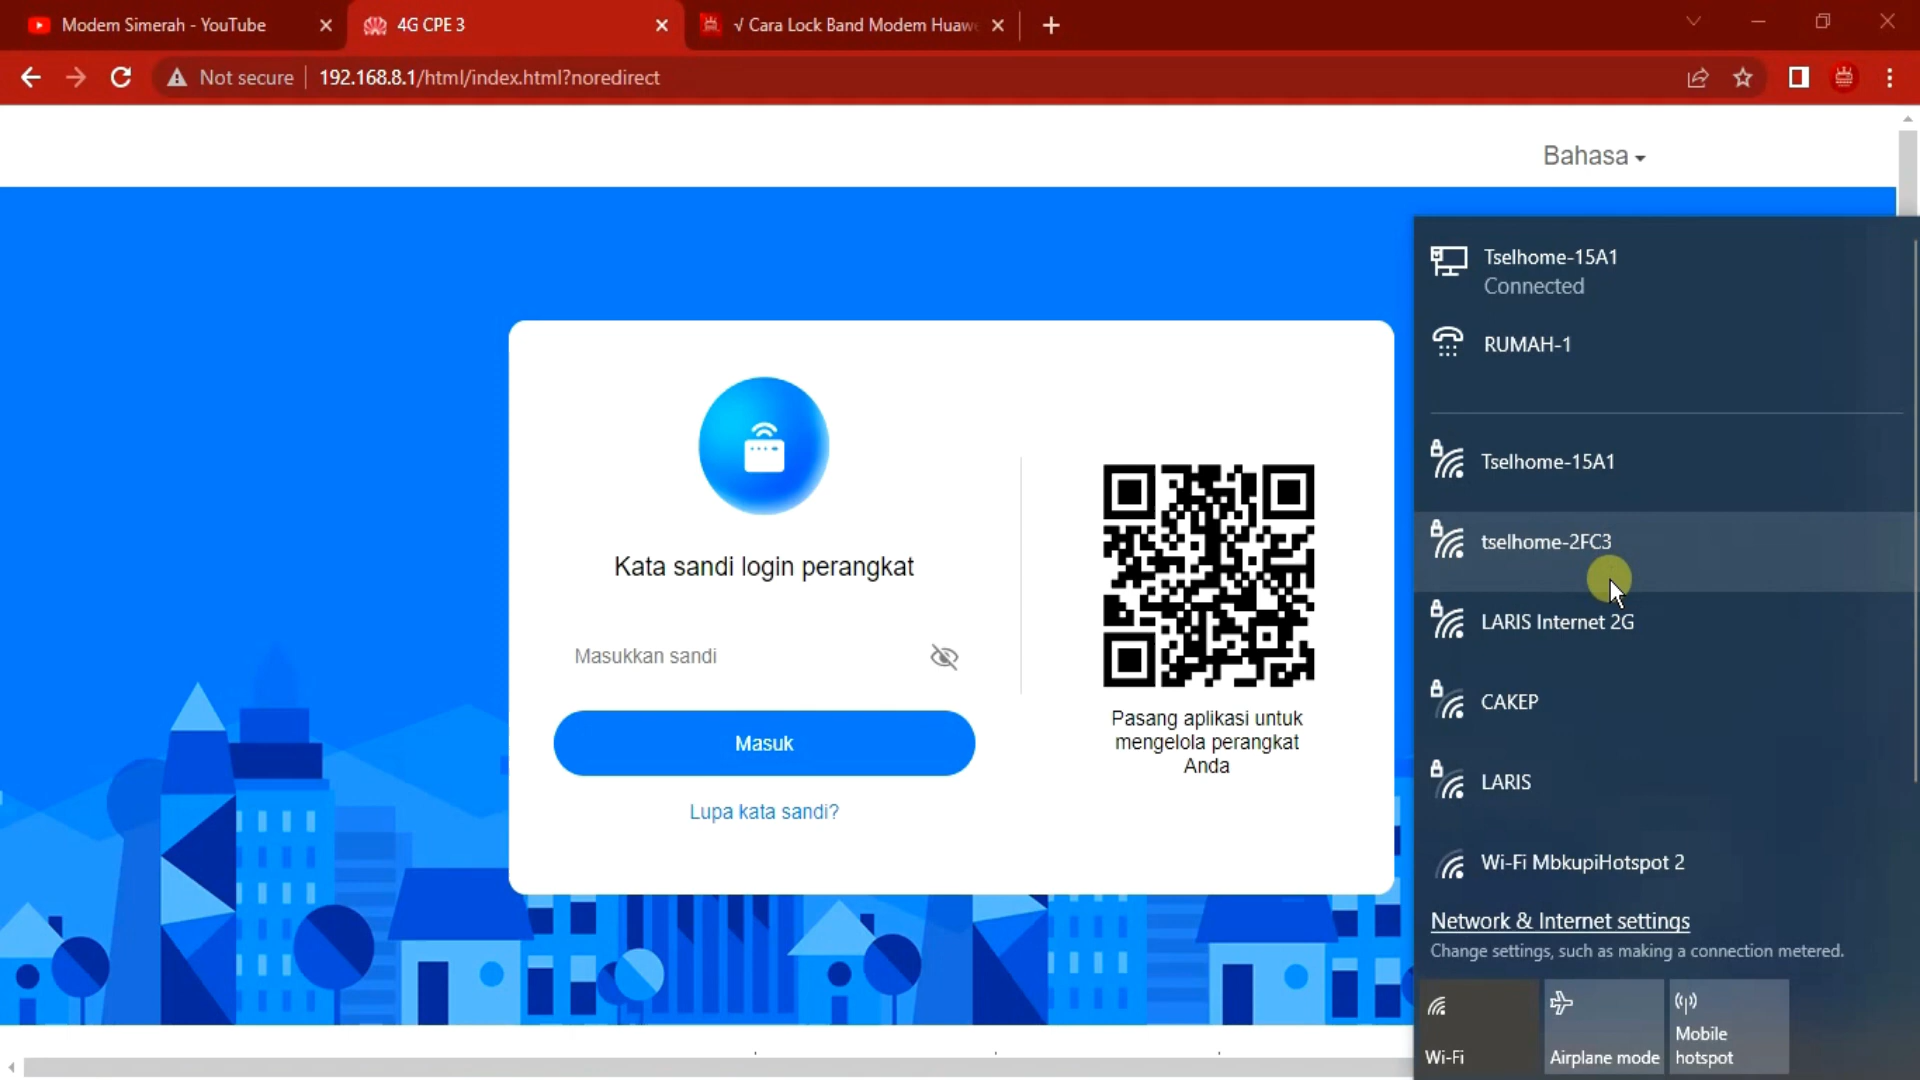 Modem Simerah - YouTube
4G CPE 3
√ Cara Lock Band Modem Huaw
Not secure
192.168.8.1/html/index.html?noredirect
Bahasa
Kata sandi login perangkat
Masukkan sandi
Masuk
Lupa kata sandi?
Pasang aplikasi untuk
mengelola perangkat
Anda
Tselhome-15A1
Connected
RUMAH-1
Tselhome-15A1
tselhome-2FC3
LARIS Internet 2G
CAKEP
LARIS
Wi-Fi MbkupiHotspot 2
Network & Internet settings
Change settings, such as making a connection metered.
Wi-Fi
Airplane mode
Mobile
hotspot